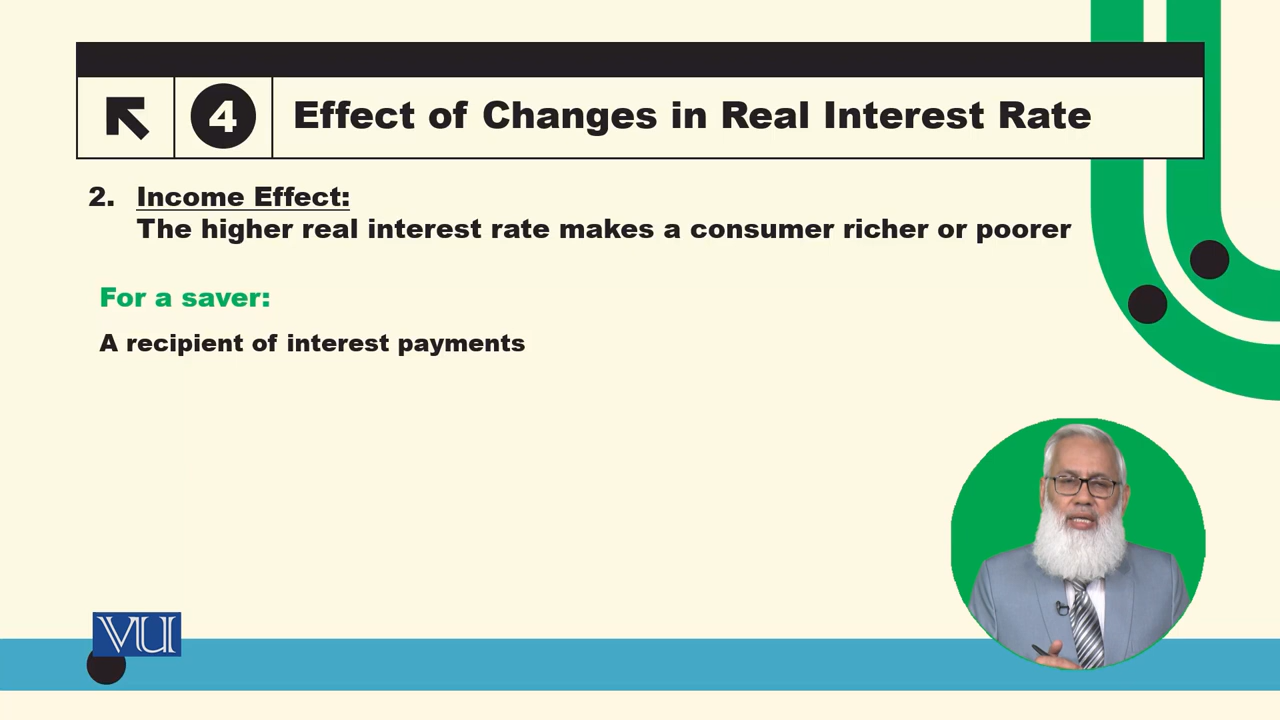 4 Effect of Changes in Real Interest Rate
2. Income Effect:
The higher real interest rate makes a consumer richer or poorer
For a saver:
A recipient of interest payments
VU